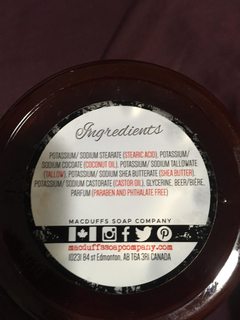 Ingredients
POTASSIUM/ SODIUM STEARATE (STEARIC ACID), POTASSIUM/
SODIUM COCOATE (COCONUT OIL), POTASSIUM/ SODIUM TALLOWATE
(TALLOW), POTASSIUM/ SODIUM SHEA BUTTERATE (SHEA BUTTER),
POTASSIUM/ SODIUM CASTORATE (CASTOR OIL), GLYCERINE, BEER/BIÈRE,
PARFUM (PARABEN AND PHTHALATE FREE)
MACDUFFS SOAP COMPANY
macduffssoapcompany.com
10231 84 st Edmonton, AB T6A 3R1 CANADA